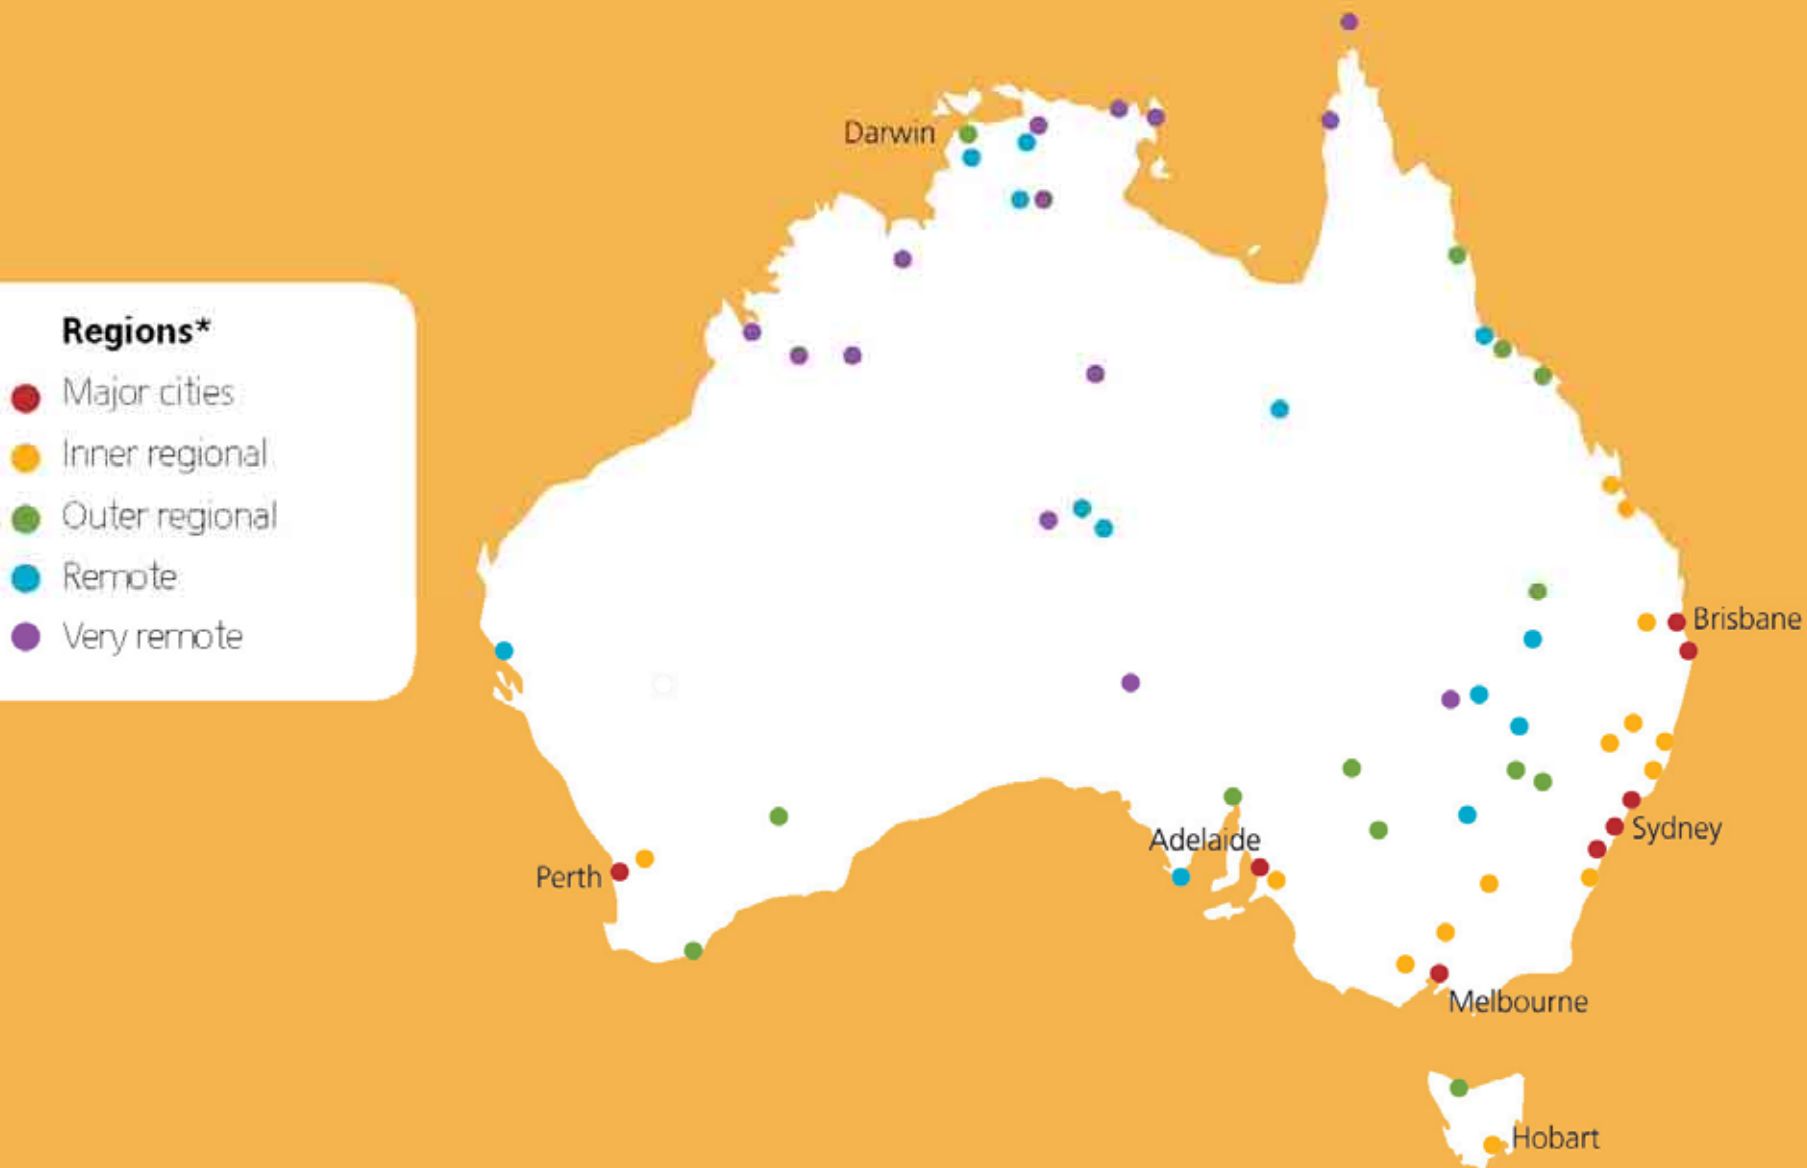 Darwin
Regions*
Major cities
Inner regional
Outer regional
Remote
Very remote
Brisbane
Adelaide
Sydney
Perth
Melbourne
Hobart